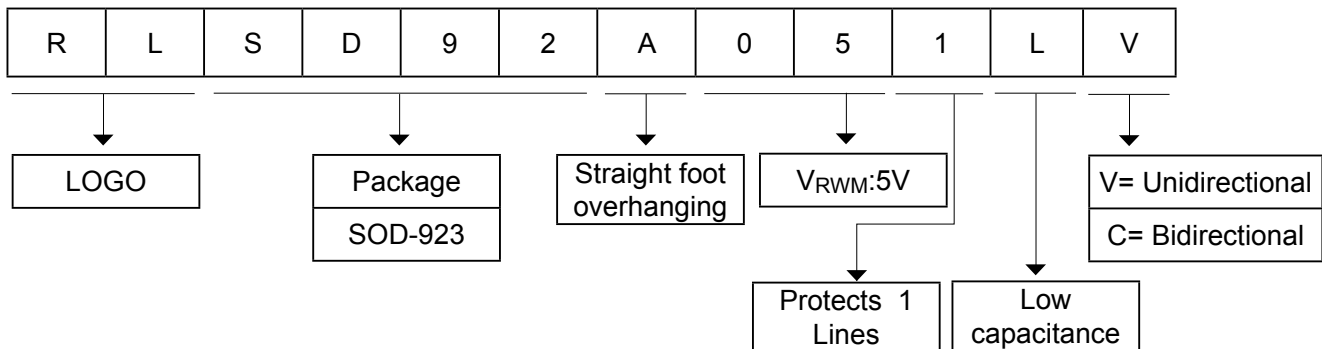 R L S D 9 2 A 0 5 1 L V
LOGO
Package
SOD-923
Straight foot
overhanging
VRWM:5V
V= Unidirectional
C= Bidirectional
Protects 1
Lines
Low
capacitance